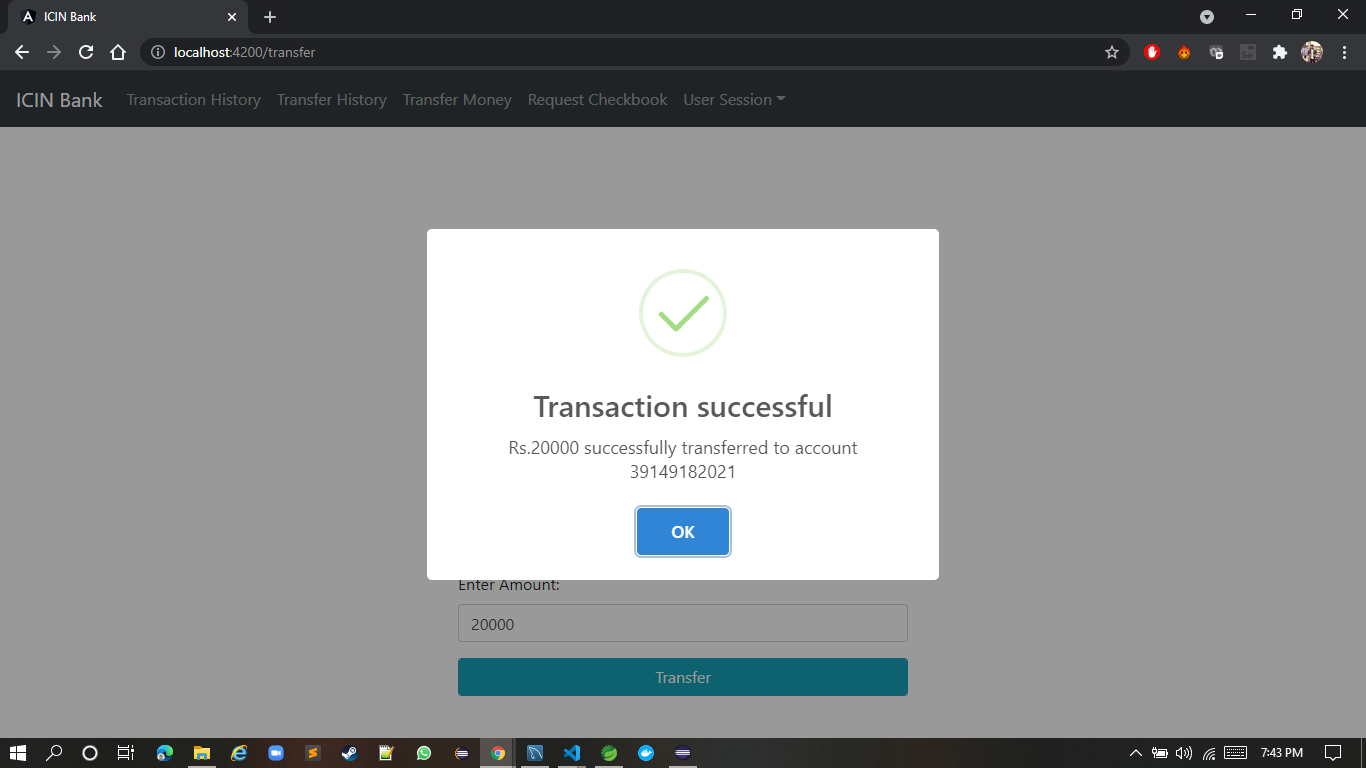 ICIN Bank
localhost:4200/transfer
ICIN Bank Transaction History Transfer History Transfer Money Request Checkbook User Session
Transaction successful
Rs.20000 successfully transferred to account
39149182021
OK
Enter Amount:
20000
Transfer
7:43 PM